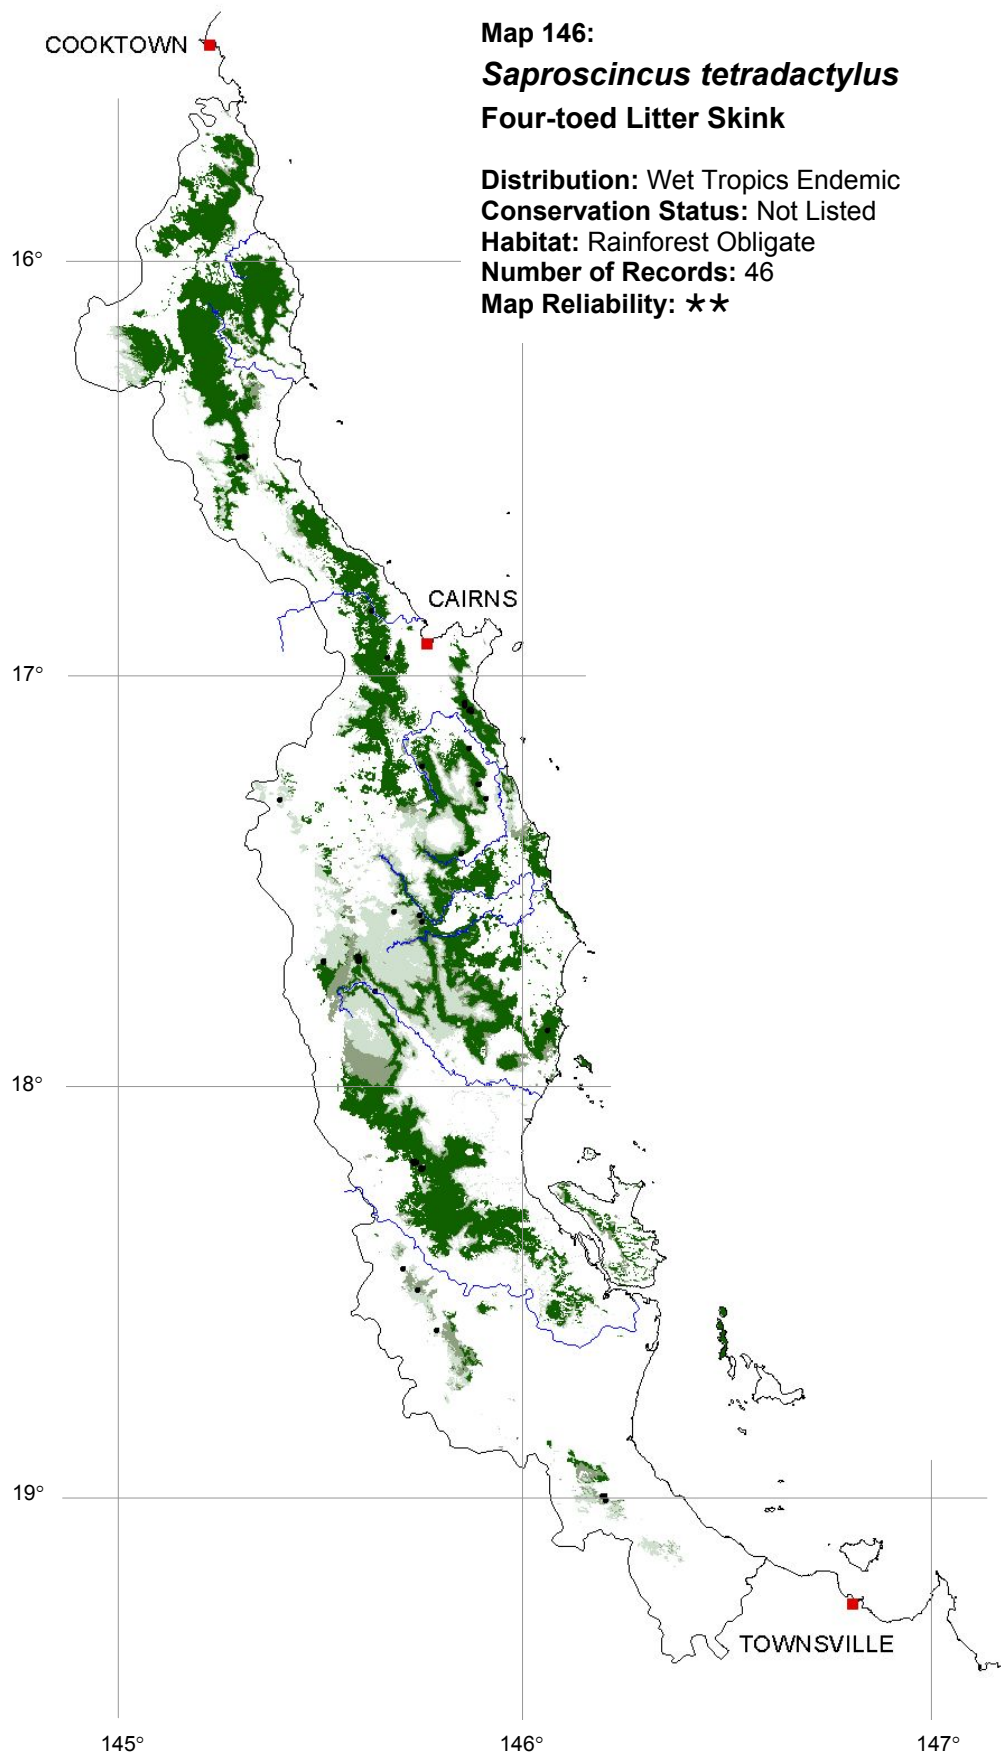 Map 146:
Saproscincus tetradactylus
Four-toed Litter Skink
Distribution: Wet Tropics Endemic
Conservation Status: Not Listed
Habitat: Rainforest Obligate
Number of Records: 46
Map Reliability: **
COOKTOWN
16°
CAIRNS
17°
18°
19°
TOWNSVILLE
145°
146°
147°